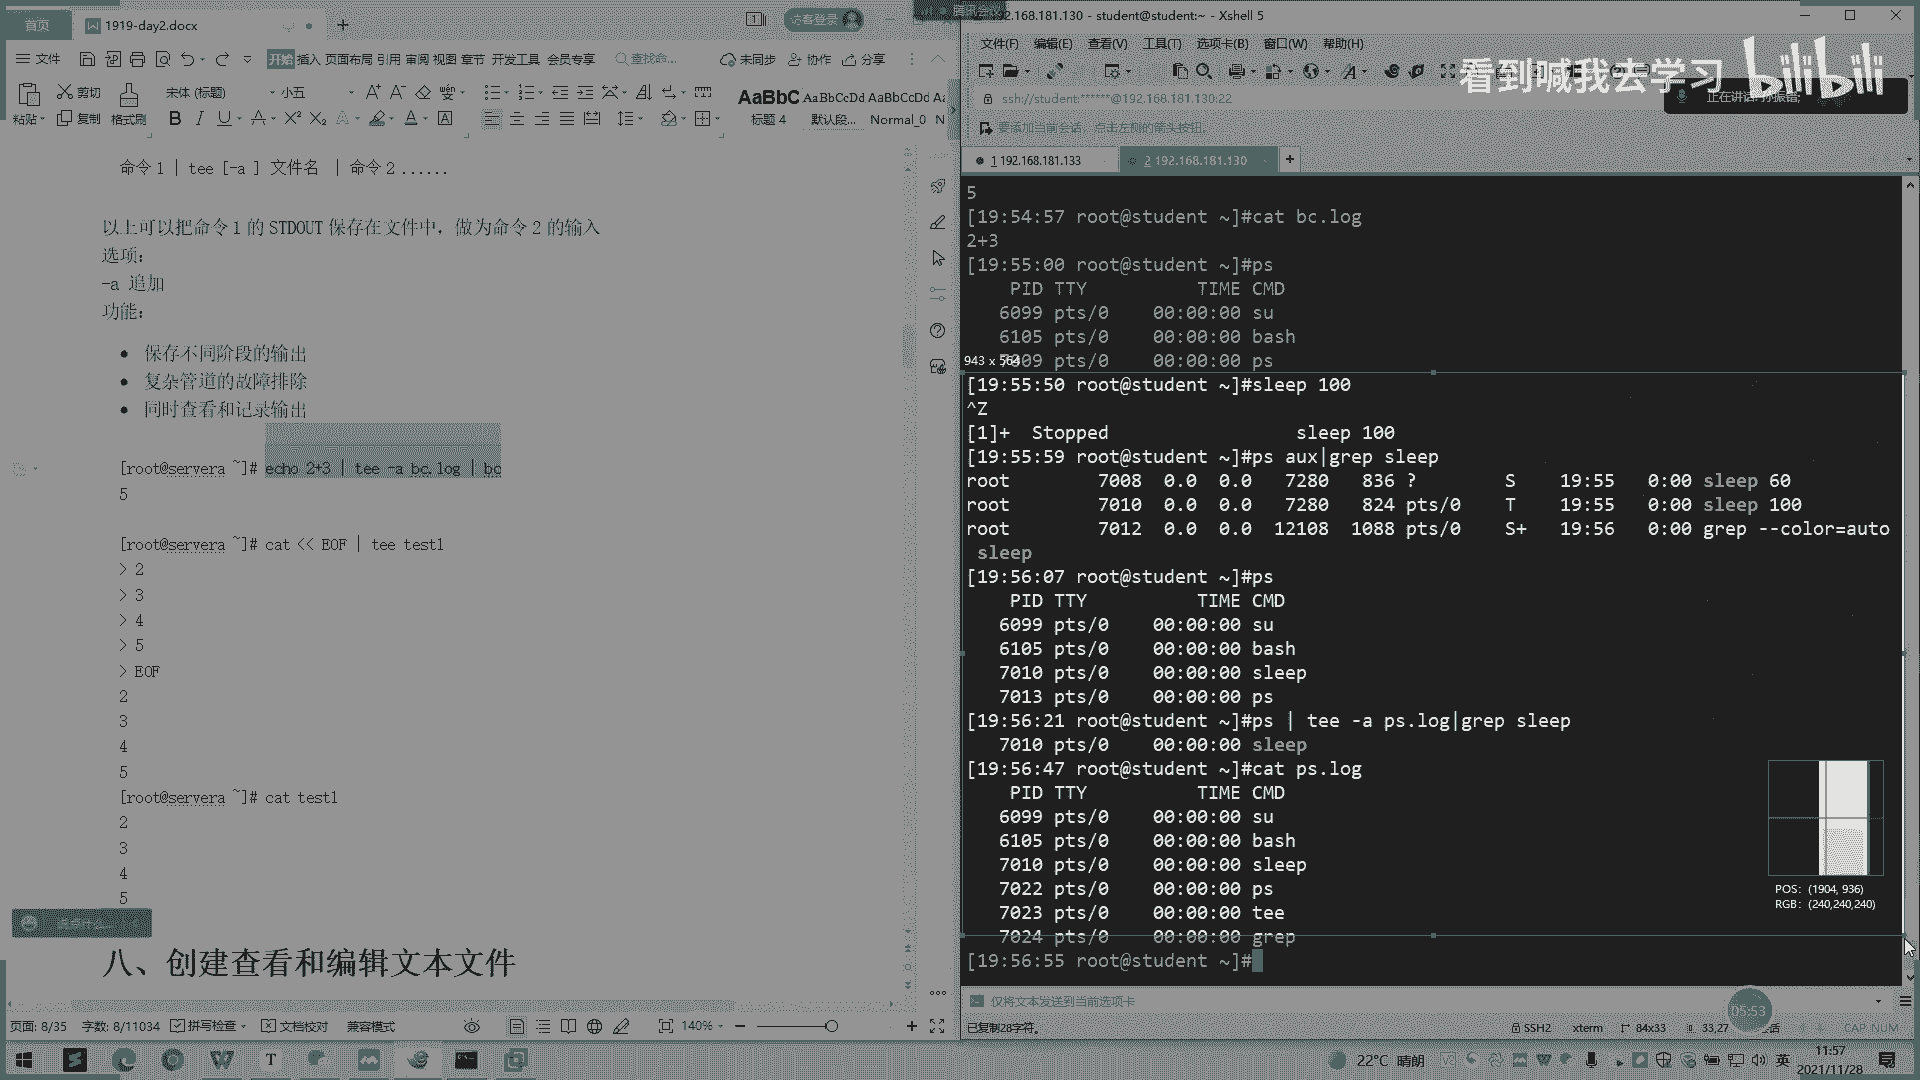 首页
1919-day2.docx
访客登录
文件
开始 插入 页面布局 引用 审阅 视图 章节 开发工具 会员专享
查找命...
未同步
协作
分享
粘贴
剪切
复制
格式刷
宋体 (标题)
小五
AaBbC AaBbCcDd AaBbCcDd
标题 4
默认段...
Normal_0
命令 1 | tee [-a ] 文件名 | 命令 2 ......
以上可以把命令 1 的 STDOUT 保存在文件中，做为命令 2 的输入
选项:
-a 追加
功能:
• 保存不同阶段的输出
• 复杂管道的故障排除
• 同时查看和记录输出
[root@servera ~]# echo 2+3 | tee -a bc.log | bc
5
[root@servera ~]# cat << EOF | tee test1
> 2
> 3
> 4
> 5
> EOF
2
3
4
5
[root@servera ~]# cat test1
2
3
4
5
八、创建查看和编辑文本文件
页面: 8/35
字数: 8/11034
拼写检查
文档校对
兼容模式
140%
192.168.181.130 - student@student:~ - Xshell 5
文件(F) 编辑(E) 查看(V) 工具(T) 选项卡(B) 窗口(W) 帮助(H)
看到喊我去学习
bilibili
ssh://student:******@192.168.181.130:22
要添加当前会话，点击左侧的箭头按钮。
1 192.168.181.133
2 192.168.181.130
5
[19:54:57 root@student ~]#cat bc.log
2+3
[19:55:00 root@student ~]#ps
PID TTY TIME CMD
6099 pts/0 00:00:00 su
6105 pts/0 00:00:00 bash
pts/0 00:00:00 ps
[19:55:50 root@student ~]#sleep 100
^Z
[1]+ Stopped sleep 100
[19:55:59 root@student ~]#ps aux|grep sleep
root 7008 0.0 0.0 7280 836 ? S 19:55 0:00 sleep 60
root 7010 0.0 0.0 7280 824 pts/0 T 19:55 0:00 sleep 100
root 7012 0.0 0.0 12108 1088 pts/0 S+ 19:56 0:00 grep --color=auto
sleep
[19:56:07 root@student ~]#ps
PID TTY TIME CMD
6099 pts/0 00:00:00 su
6105 pts/0 00:00:00 bash
7010 pts/0 00:00:00 sleep
7013 pts/0 00:00:00 ps
[19:56:21 root@student ~]#ps | tee -a ps.log|grep sleep
7010 pts/0 00:00:00 sleep
[19:56:47 root@student ~]#cat ps.log
PID TTY TIME CMD
6099 pts/0 00:00:00 su
6105 pts/0 00:00:00 bash
7010 pts/0 00:00:00 sleep
7022 pts/0 00:00:00 ps
7023 pts/0 00:00:00 tee
7024 pts/0 00:00:00 grep
[19:56:55 root@student ~]#
POS: (1904, 936)
RGB: (240,240,240)
仅将文本发送到当前选项卡
05:53
已复制28字符。
SSH2
xterm
84x33
33,27
CAP NUM
22°C 晴朗
英
11:57
2021/11/28